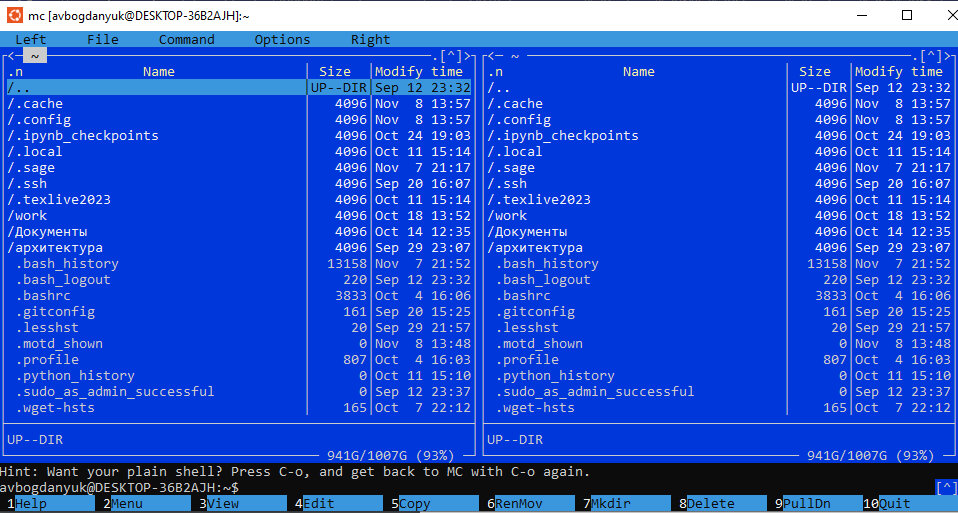 mc [avbogdanyuk@DESKTOP-36B2AJH]:~
Left File Command Options Right
<─ ~ .[^]>
.n Name Size Modify time
/.. UP--DIR Sep 12 23:32
/.cache 4096 Nov 8 13:57
/.config 4096 Nov 8 13:57
/.ipynb_checkpoints 4096 Oct 24 19:03
/.local 4096 Oct 11 15:14
/.sage 4096 Nov 7 21:17
/.ssh 4096 Sep 20 16:07
/.texlive2023 4096 Oct 11 15:14
/work 4096 Oct 18 13:52
/Документы 4096 Oct 14 12:35
/архитектура 4096 Sep 29 23:07
.bash_history 13158 Nov 7 21:52
.bash_logout 220 Sep 12 23:32
.bashrc 3833 Oct 4 16:06
.gitconfig 161 Sep 20 15:25
.lesshst 20 Sep 29 21:57
.motd_shown 0 Nov 8 13:48
.profile 807 Oct 4 16:03
.python_history 0 Oct 11 15:10
.sudo_as_admin_successful 0 Sep 12 23:37
.wget-hsts 165 Oct 7 22:12
UP--DIR
941G/1007G (93%)
<─ ~ .[^]>
.n Name Size Modify time
/.. UP--DIR Sep 12 23:32
/.cache 4096 Nov 8 13:57
/.config 4096 Nov 8 13:57
/.ipynb_checkpoints 4096 Oct 24 19:03
/.local 4096 Oct 11 15:14
/.sage 4096 Nov 7 21:17
/.ssh 4096 Sep 20 16:07
/.texlive2023 4096 Oct 11 15:14
/work 4096 Oct 18 13:52
/Документы 4096 Oct 14 12:35
/архитектура 4096 Sep 29 23:07
.bash_history 13158 Nov 7 21:52
.bash_logout 220 Sep 12 23:32
.bashrc 3833 Oct 4 16:06
.gitconfig 161 Sep 20 15:25
.lesshst 20 Sep 29 21:57
.motd_shown 0 Nov 8 13:48
.profile 807 Oct 4 16:03
.python_history 0 Oct 11 15:10
.sudo_as_admin_successful 0 Sep 12 23:37
.wget-hsts 165 Oct 7 22:12
UP--DIR
941G/1007G (93%)
Hint: Want your plain shell? Press C-o, and get back to MC with C-o again.
avbogdanyuk@DESKTOP-36B2AJH:~$ [^]
1Help 2Menu 3View 4Edit 5Copy 6RenMov 7Mkdir 8Delete 9PullDn 10Quit